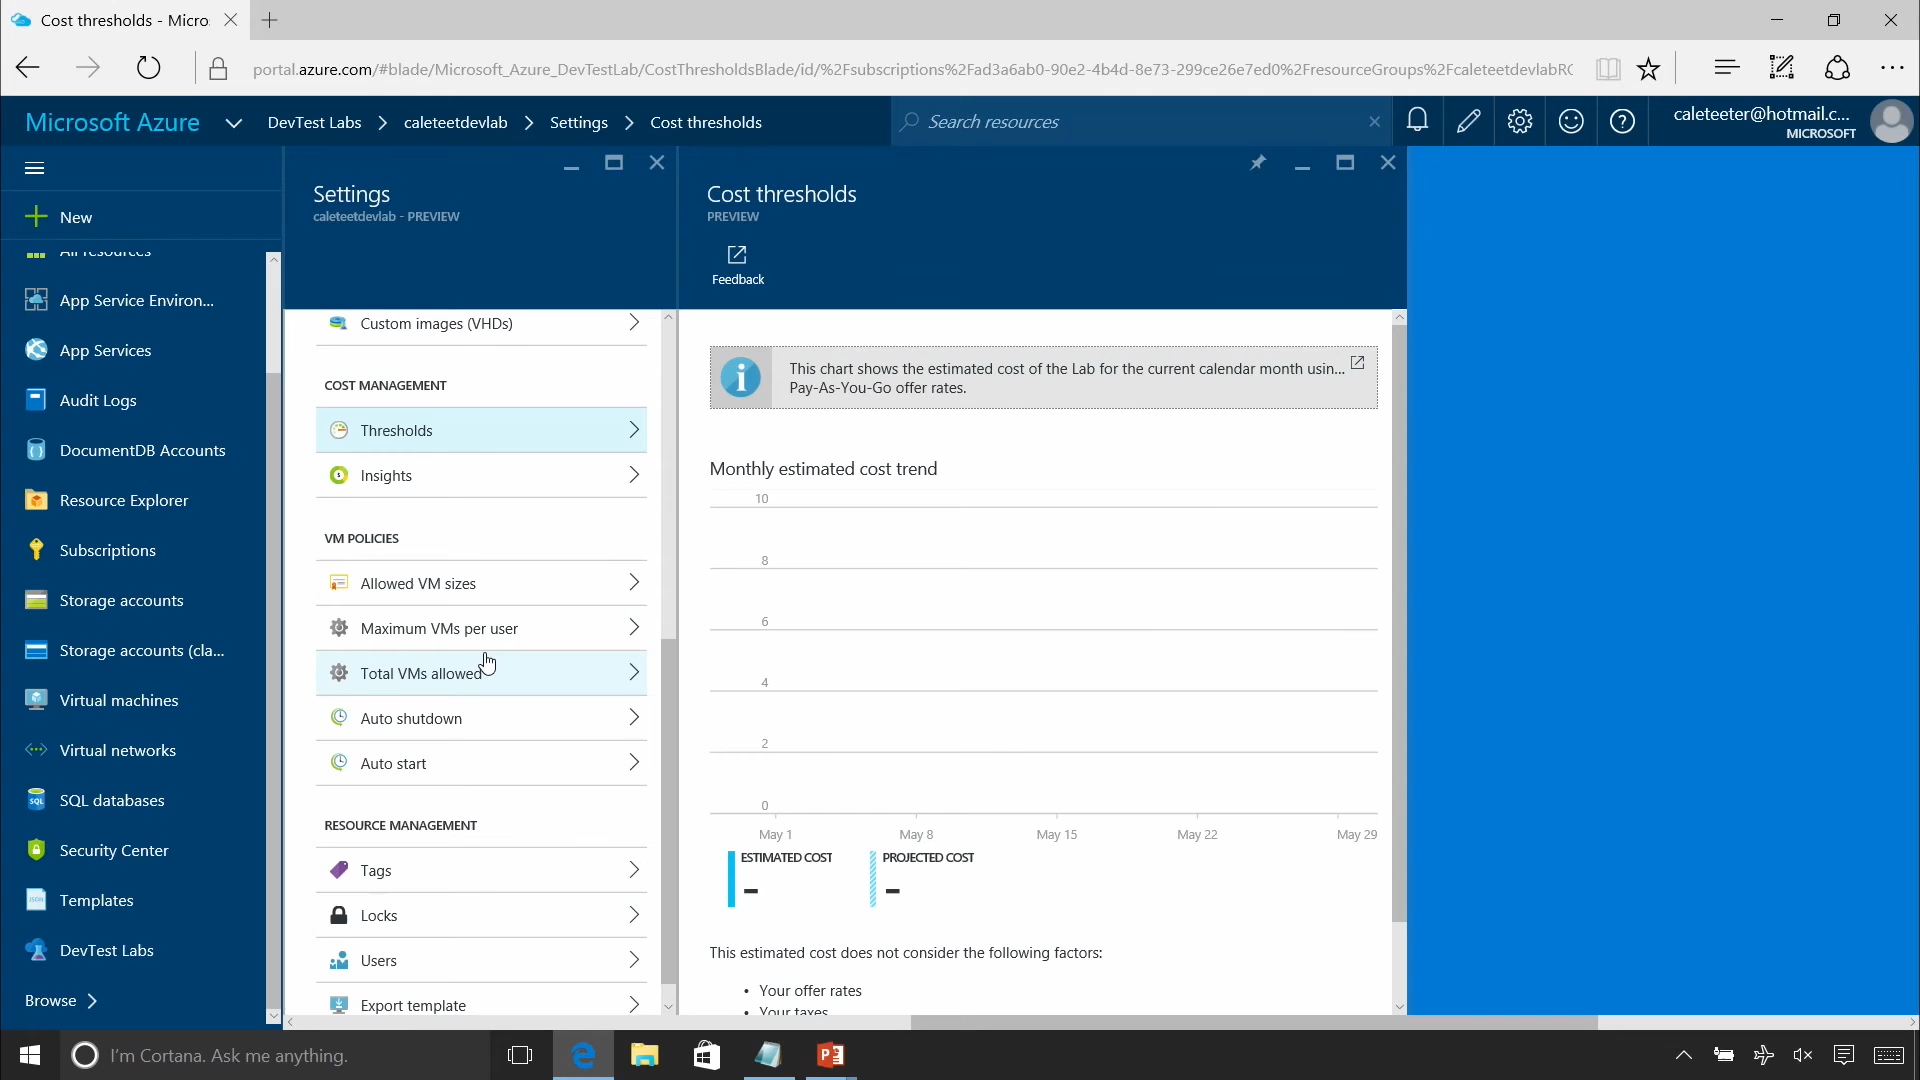 Cost thresholds - Micro
portal.azure.com/#blade/Microsoft_Azure_DevTestLab/CostThresholdsBlade/id/%2Fsubscriptions%2Fad3a6ab0-90e2-4b4d-8e73-299ce26e7ed0%2FresourceGroups%2FcaleteetdevlabRC
Microsoft Azure DevTest Labs caleteetdevlab Settings Cost thresholds
Search resources
caleteeter@hotmail.c...
MICROSOFT
New
All resources
App Service Environ...
App Services
Audit Logs
DocumentDB Accounts
Resource Explorer
Subscriptions
Storage accounts
Storage accounts (cla...
Virtual machines
Virtual networks
SQL databases
Security Center
Templates
DevTest Labs
Browse
Settings
caleteetdevlab - PREVIEW
Custom images (VHDs)
COST MANAGEMENT
Thresholds
Insights
VM POLICIES
Allowed VM sizes
Maximum VMs per user
Total VMs allowed
Auto shutdown
Auto start
RESOURCE MANAGEMENT
Tags
Locks
Users
Export template
Cost thresholds
PREVIEW
Feedback
This chart shows the estimated cost of the Lab for the current calendar month usin...
Pay-As-You-Go offer rates.
Monthly estimated cost trend
10
8
6
4
2
0
May 1 May 8 May 15 May 22 May 29
ESTIMATED COST PROJECTED COST
– –
This estimated cost does not consider the following factors:
• Your offer rates
• Your taxes
I'm Cortana. Ask me anything.